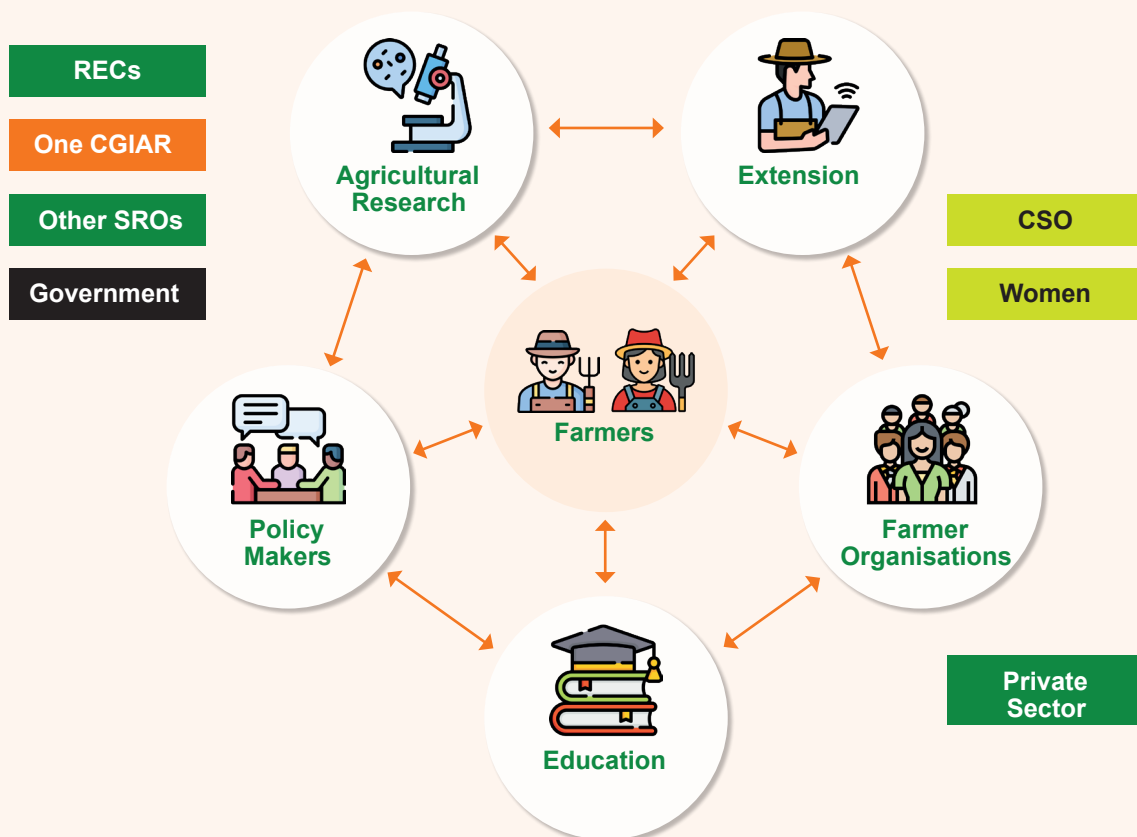 RECs
One CGIAR
Other SROs
Government
Agricultural
Research
Extension
CSO
Women
Farmers
Policy
Makers
Farmer
Organisations
Education
Private
Sector